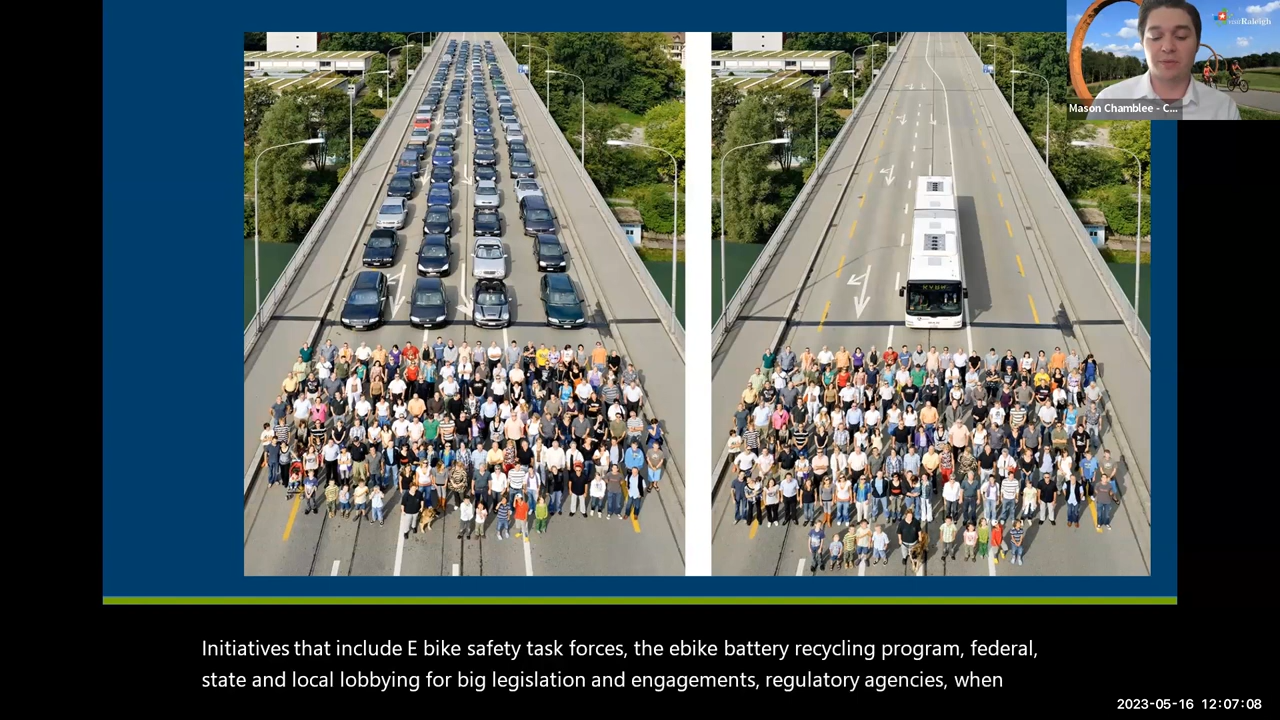 Raleigh
Mason Chamblee - C...
Initiatives that include E bike safety task forces, the ebike battery recycling program, federal,
state and local lobbying for big legislation and engagements, regulatory agencies, when
2023-05-16 12:07:08